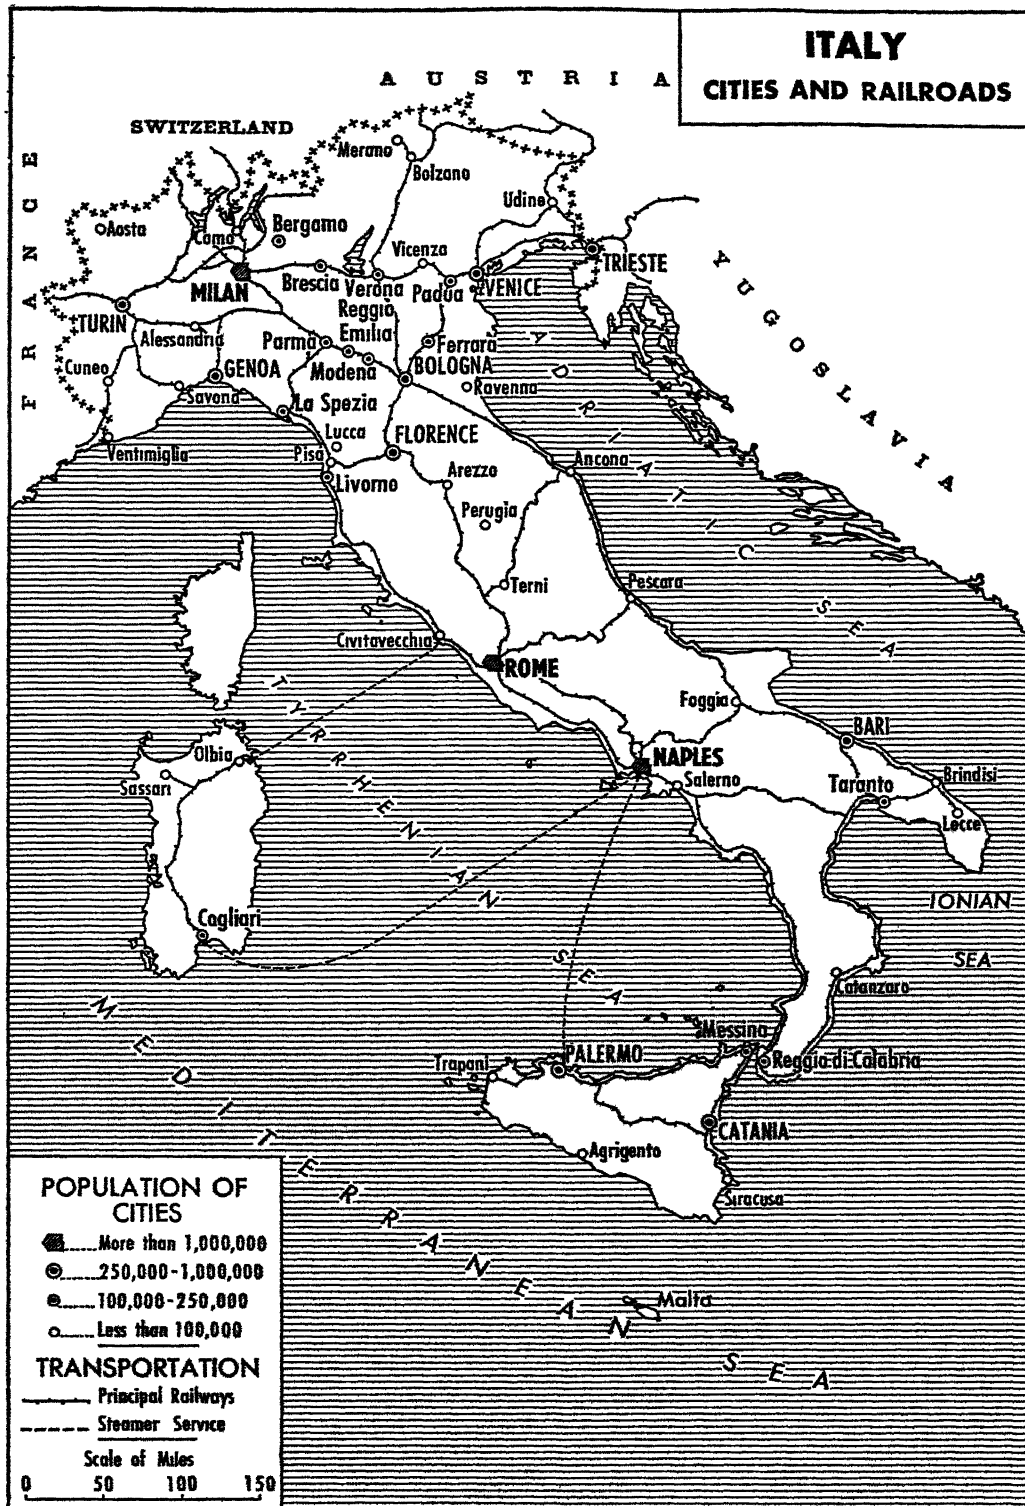 ITALY
CITIES AND RAILROADS
AUSTRIA
SWITZERLAND
FRANCE
YUGOSLAVIA
Merano
Bolzano
Udine
Aosta
Como
Bergamo
Vicenza
TRIESTE
MILAN
Brescia
Verona
Padua
VENICE
TURIN
Alessandria
Parma
Reggio
Emilia
Modena
Ferrara
Cuneo
GENOA
BOLOGNA
Savona
Ravenna
La Spezia
Lucca
FLORENCE
Ventimiglia
Pisa
Arezzo
Ancona
Livorno
Perugia
ADRIATIC SEA
Terni
Pescara
Civitavecchia
ROME
TYRRHENIAN SEA
Foggia
BARI
Olbia
NAPLES
Sassari
Salerno
Taranto
Brindisi
Lecce
Cagliari
IONIAN
SEA
Catanzaro
Messina
Trapani
PALERMO
Reggio di Calabria
CATANIA
Agrigento
Siracusa
MEDITERRANEAN SEA
Malta
POPULATION OF
CITIES
More than 1,000,000
250,000-1,000,000
100,000-250,000
Less than 100,000
TRANSPORTATION
Principal Railways
Steamer Service
Scale of Miles
0 50 100 150